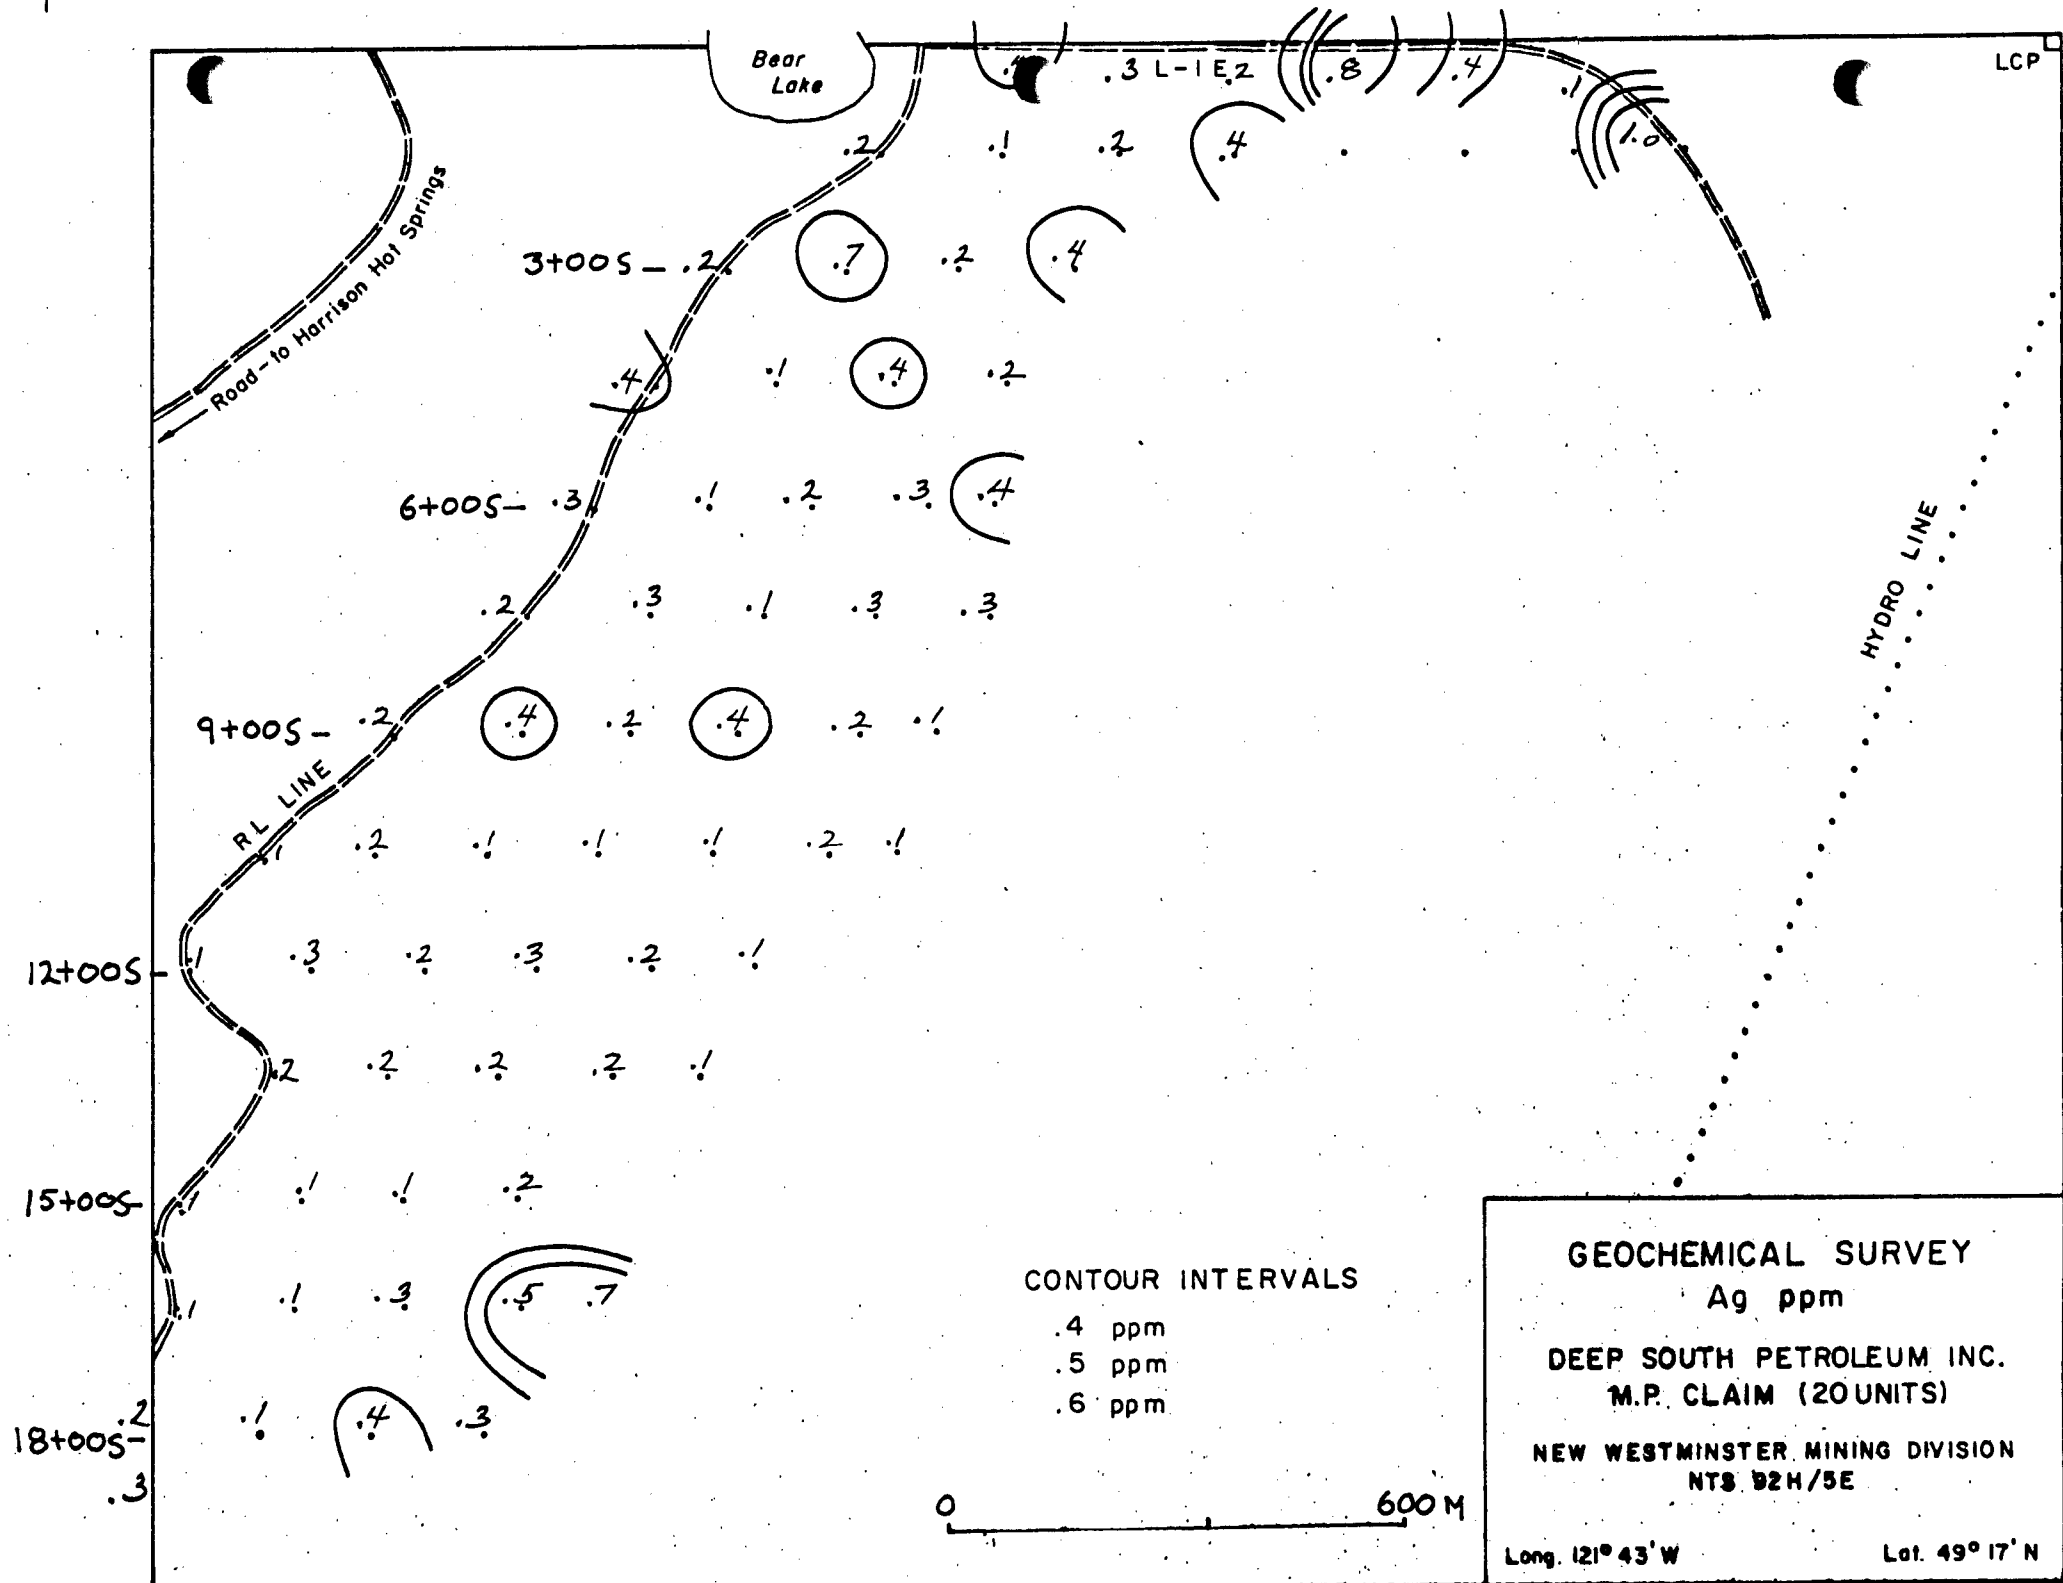 Bear
Lake
LCP
.4 .3 L-1E .2 .8 .4 .1
.2 .1 .2 .4 1.0
Road-to Harrison Hot Springs
3+00S .2 .7 .2 .4
.4 .1 .4 .2
6+00S .3 .1 .2 .3 .4
HYDRO LINE
.2 .3 .1 .3 .3
9+00S .2 .4 .2 .4 .2 .1
RL LINE
.1 .2 .1 .1 .1 .2 .1
12+00S .1 .3 .2 .3 .2 .1
.2 .2 .2 .2 .1
15+00S .1 .1 .1 .2
.1 .1 .3 .5 .7
.2 .1 .4 .3
18+00S
.3
CONTOUR INTERVALS
.4 ppm
.5 ppm
.6 ppm
0 600 M
GEOCHEMICAL SURVEY
Ag ppm
DEEP SOUTH PETROLEUM INC.
M.P. CLAIM (20 UNITS)
NEW WESTMINSTER MINING DIVISION
NTS 92H/5E
Long. 121° 43' W Lat. 49° 17' N